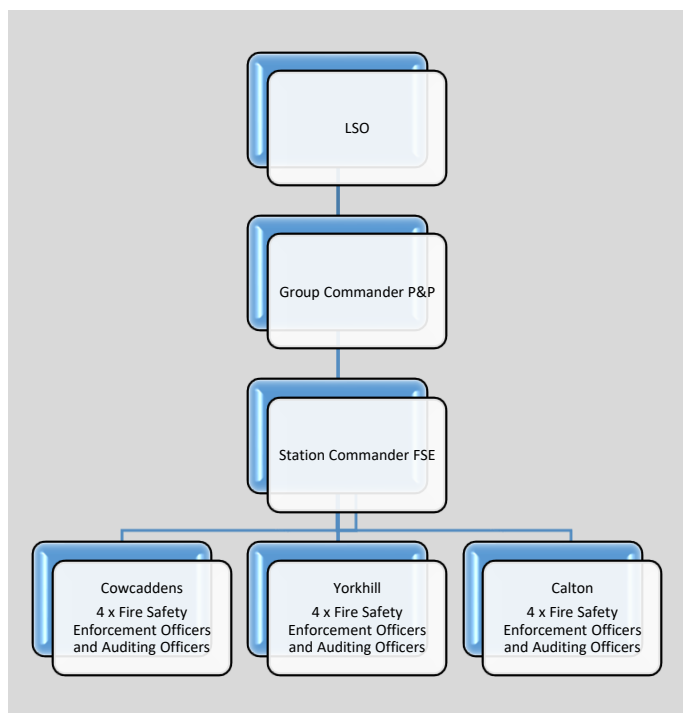 LSO
Group Commander P&P
Station Commander FSE
Cowcaddens
4 x Fire Safety
Enforcement Officers
and Auditing Officers
Yorkhill
4 x Fire Safety
Enforcement Officers
and Auditing Officers
Calton
4 x Fire Safety
Enforcement Officers
and Auditing Officers